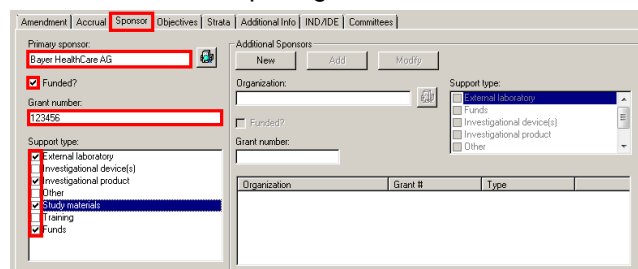 Amendment Accrual Sponsor Objectives Strata Additional Info IND/IDE Committees
Primary sponsor:
Bayer HealthCare AG
Funded?
Grant number:
123456
Support type:
External laboratory
Investigational device(s)
Investigational product
Other
Study materials
Training
Funds
Additional Sponsors
New Add Modify
Organization:
Funded?
Grant number:
Support type:
External laboratory
Funds
Investigational device(s)
Investigational product
Other
Organization Grant # Type